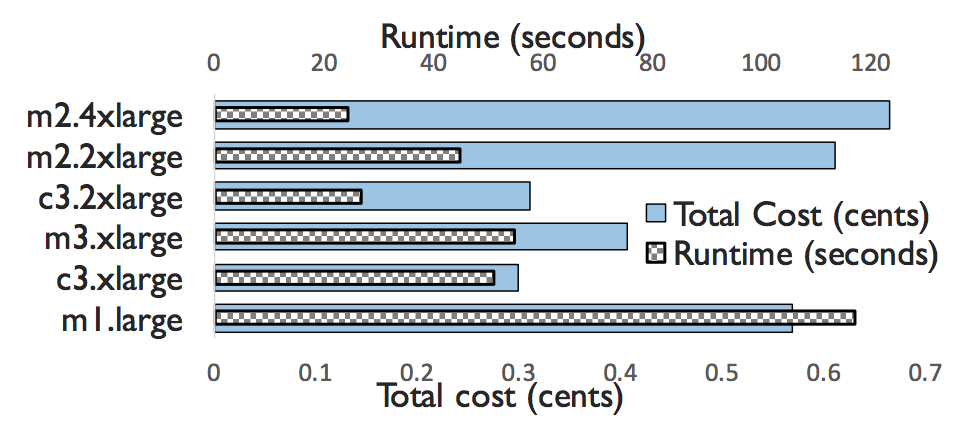 Runtime (seconds)
0 20 40 60 80 100 120
m2.4xlarge
m2.2xlarge
c3.2xlarge
m3.xlarge
c3.xlarge
m1.large
Total Cost (cents)
Runtime (seconds)
0 0.1 0.2 0.3 0.4 0.5 0.6 0.7
Total cost (cents)